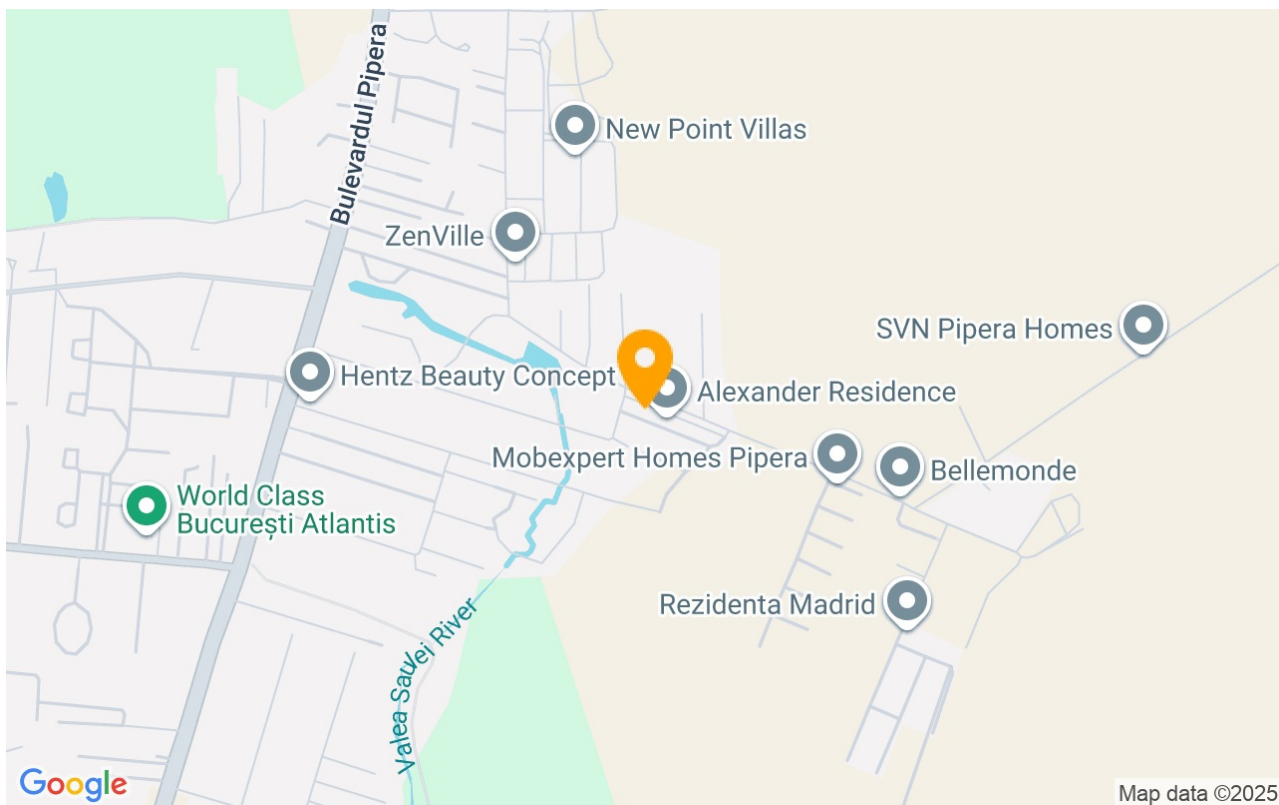 Bulevardul Pipera
New Point Villas
ZenVille
SVN Pipera Homes
Hentz Beauty Concept
Alexander Residence
Mobexpert Homes Pipera
Bellemonde
World Class
București Atlantis
Rezidenta Madrid
Valea Saulei River
Google
Map data ©2025